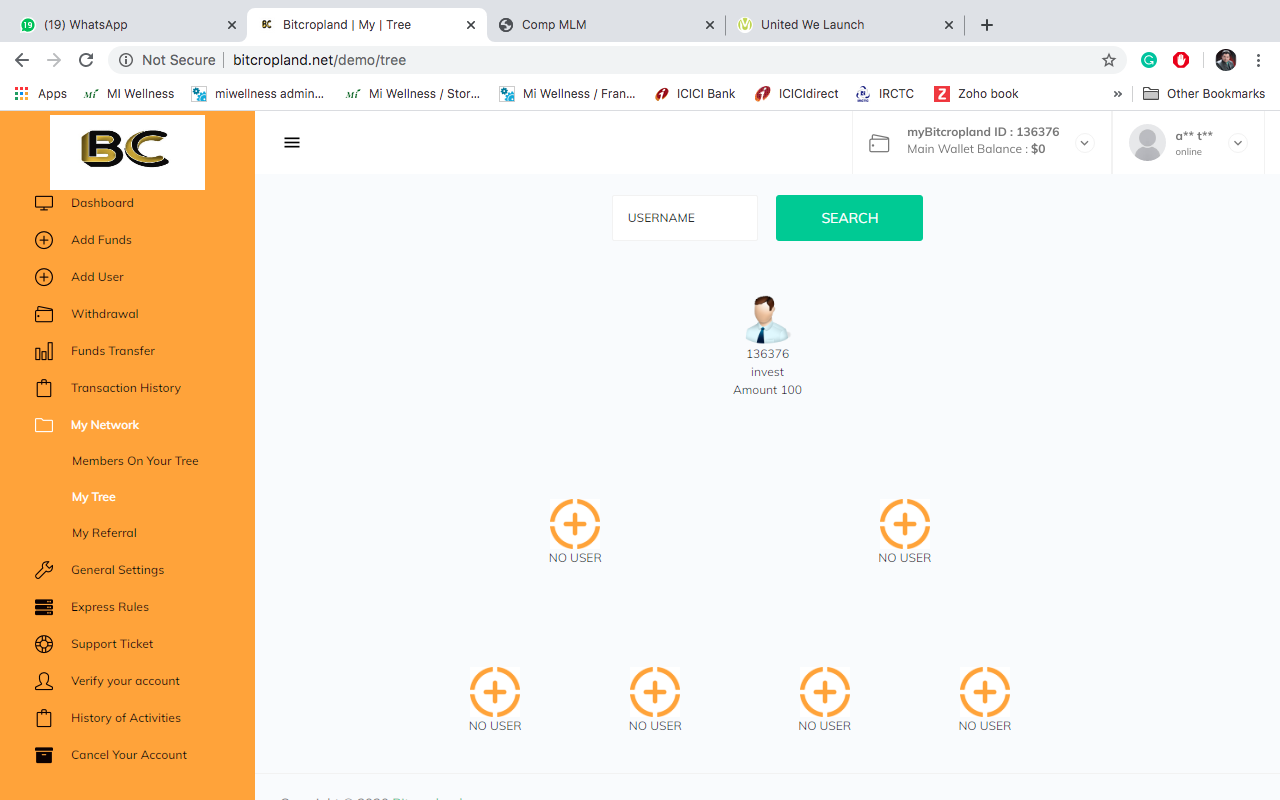 19 (19) WhatsApp
BC Bitcropland | My | Tree
Comp MLM
United We Launch
Not Secure
bitcropland.net/demo/tree
Apps
MI Wellness
miwellness admin...
Mi Wellness / Stor...
Mi Wellness / Fran...
ICICI Bank
ICICIdirect
IRCTC
Zoho book
»
Other Bookmarks
BC
myBitcropland ID : 136376
Main Wallet Balance : $0
a** t**
online
Dashboard
Add Funds
Add User
Withdrawal
Funds Transfer
Transaction History
My Network
Members On Your Tree
My Tree
My Referral
General Settings
Express Rules
Support Ticket
Verify your account
History of Activities
Cancel Your Account
USERNAME
SEARCH
136376
invest
Amount 100
NO USER
NO USER
NO USER
NO USER
NO USER
NO USER